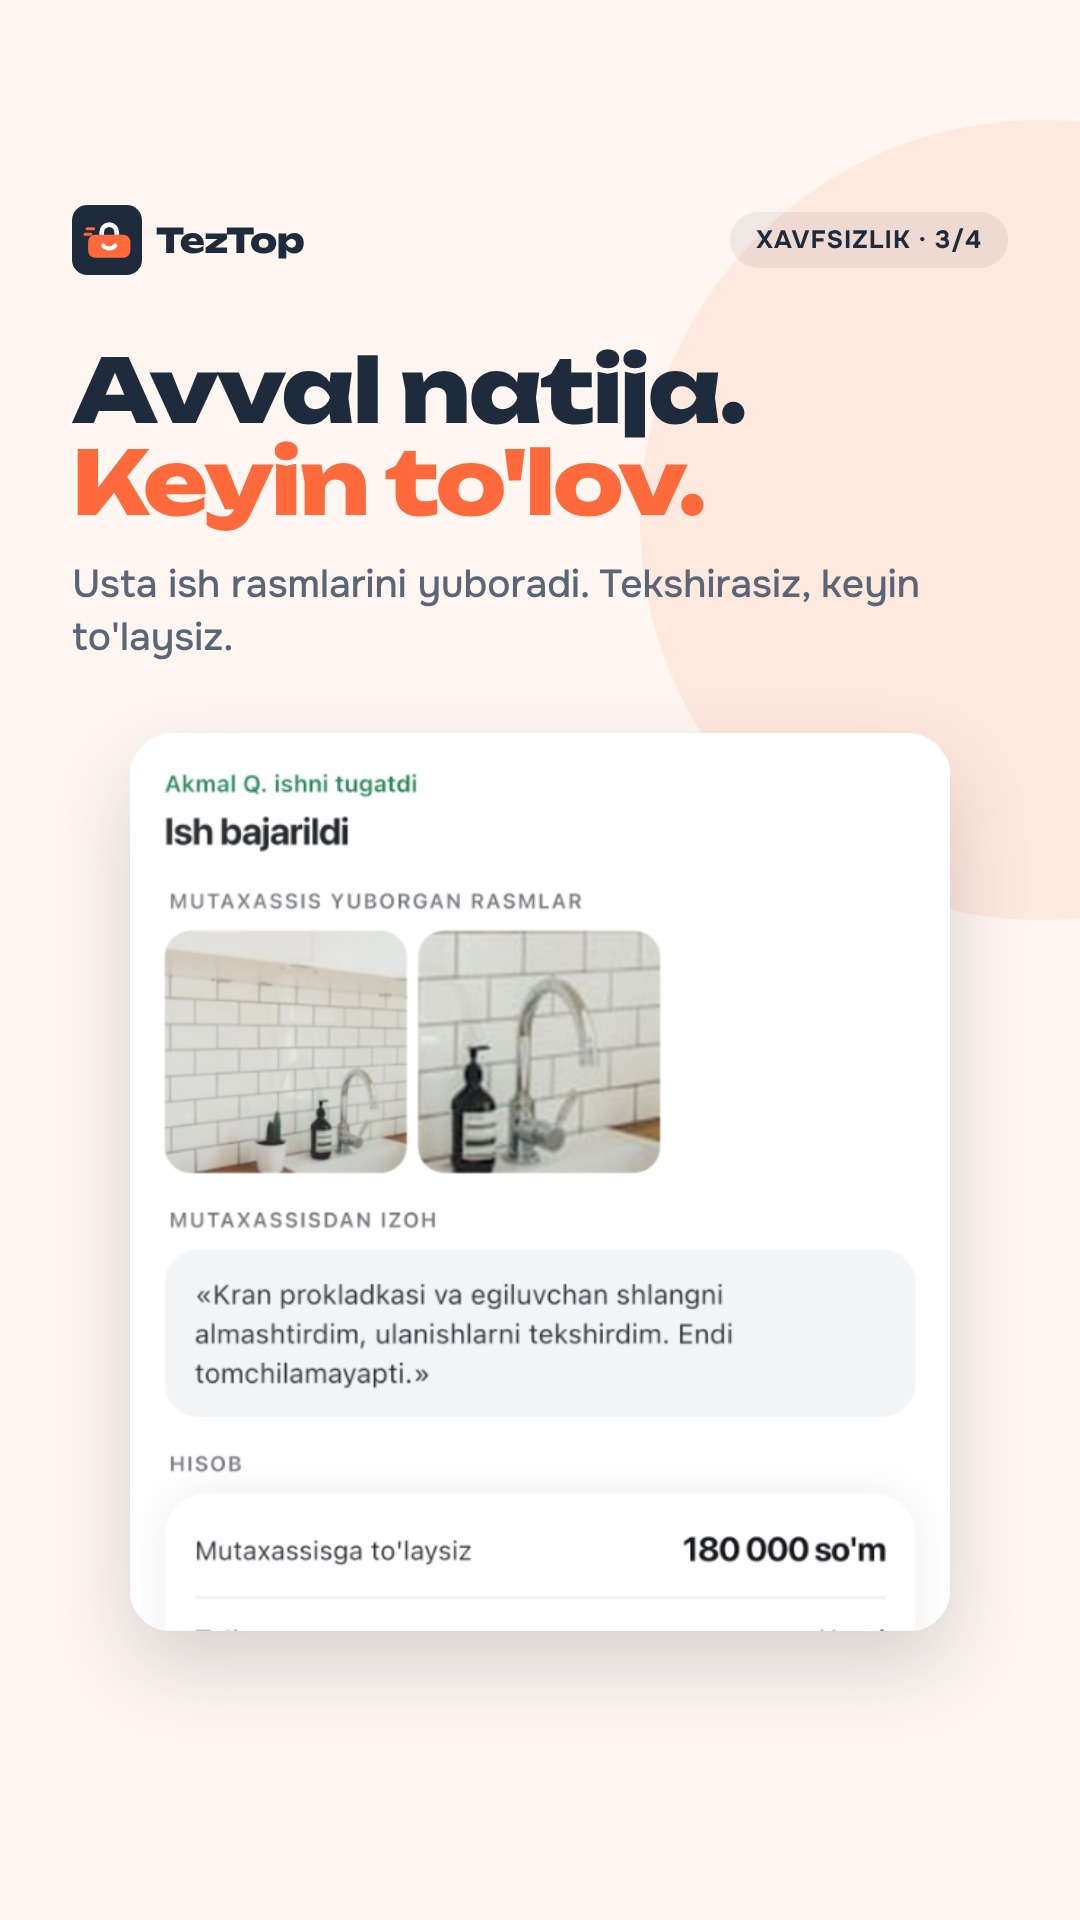 TezTop
XAVFSIZLIK · 3/4
Avval natija.
Keyin to'lov.
Usta ish rasmlarini yuboradi. Tekshirasiz, keyin
to'laysiz.
Akmal Q. ishni tugatdi
Ish bajarildi
MUTAXASSIS YUBORGAN RASMLAR
MUTAXASSISDAN IZOH
«Kran prokladkasi va egiluvchan shlangni
almashtirdim, ulanishlarni tekshirdim. Endi
tomchilamayapti.»
HISOB
Mutaxassisga to'laysiz
180 000 so'm